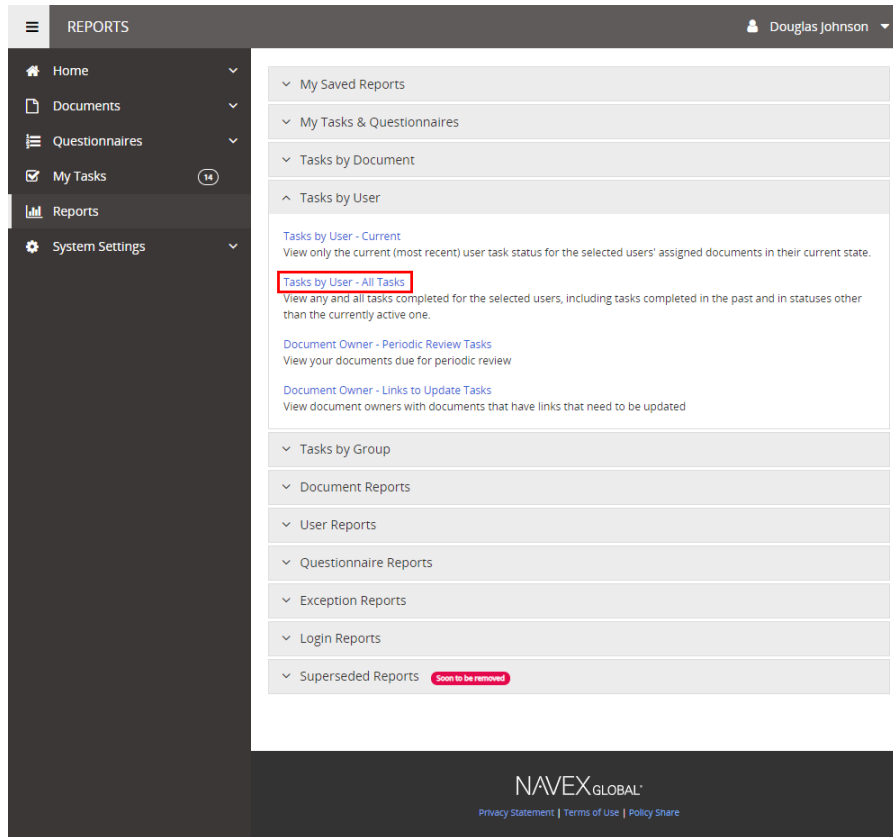 REPORTS
Douglas Johnson
Home
Documents
Questionnaires
My Tasks
14
Reports
System Settings
My Saved Reports
My Tasks & Questionnaires
Tasks by Document
Tasks by User
Tasks by User - Current
View only the current (most recent) user task status for the selected users' assigned documents in their current state.
Tasks by User - All Tasks
View any and all tasks completed for the selected users, including tasks completed in the past and in statuses other
than the currently active one.
Document Owner - Periodic Review Tasks
View your documents due for periodic review
Document Owner - Links to Update Tasks
View document owners with documents that have links that need to be updated
Tasks by Group
Document Reports
User Reports
Questionnaire Reports
Exception Reports
Login Reports
Superseded Reports Soon to be removed
NAVEX GLOBAL
Privacy Statement | Terms of Use | Policy Share